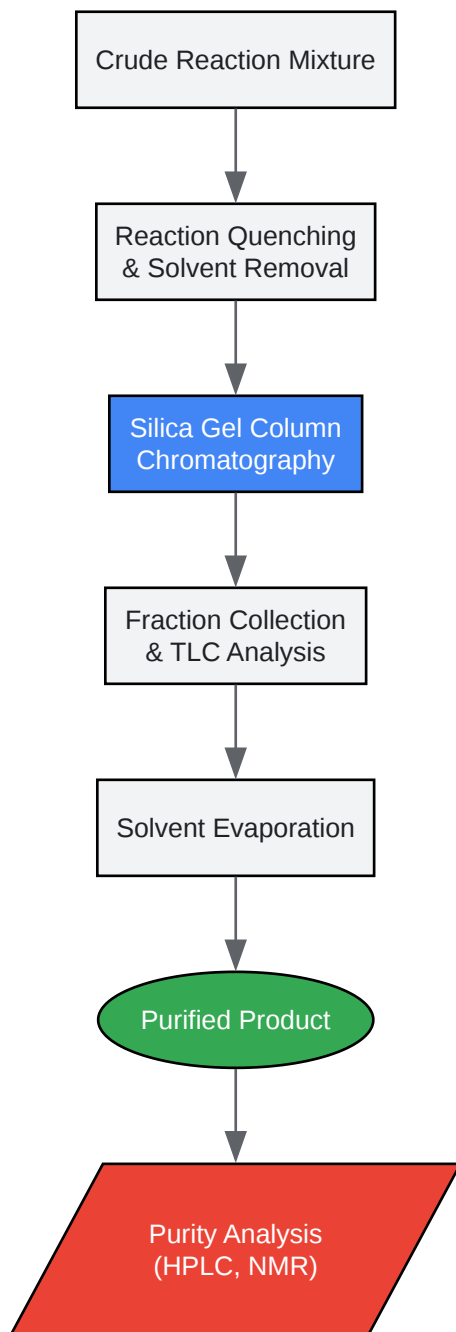 Crude Reaction Mixture
Reaction Quenching
& Solvent Removal
Silica Gel Column
Chromatography
Fraction Collection
& TLC Analysis
Solvent Evaporation
Purified Product
Purity Analysis
(HPLC, NMR)